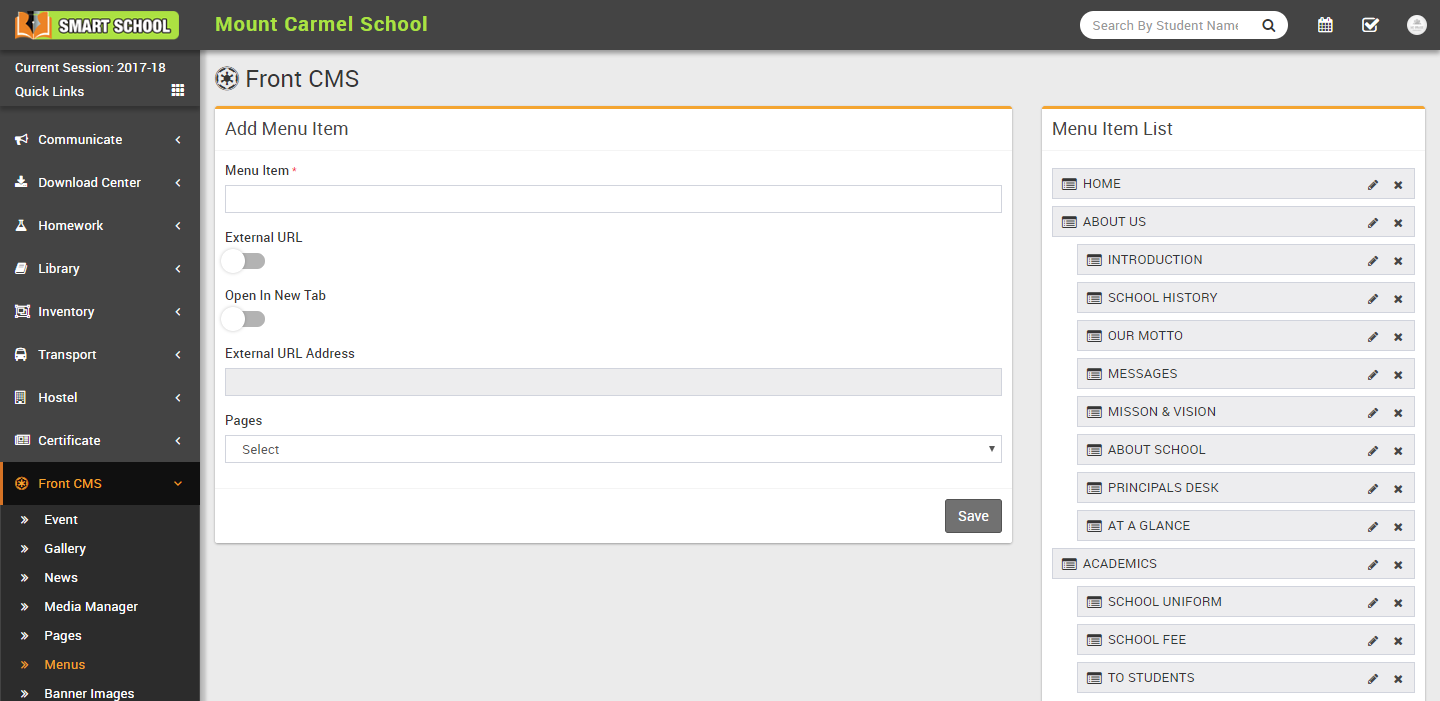 SMART SCHOOL
Mount Carmel School
Search By Student Name
Current Session: 2017-18
Quick Links
Communicate
Download Center
Homework
Library
Inventory
Transport
Hostel
Certificate
Front CMS
Event
Gallery
News
Media Manager
Pages
Menus
Banner Images
Front CMS
Add Menu Item
Menu Item *
External URL
Open In New Tab
External URL Address
Pages
Select
Save
Menu Item List
HOME
ABOUT US
INTRODUCTION
SCHOOL HISTORY
OUR MOTTO
MESSAGES
MISSON & VISION
ABOUT SCHOOL
PRINCIPALS DESK
AT A GLANCE
ACADEMICS
SCHOOL UNIFORM
SCHOOL FEE
TO STUDENTS